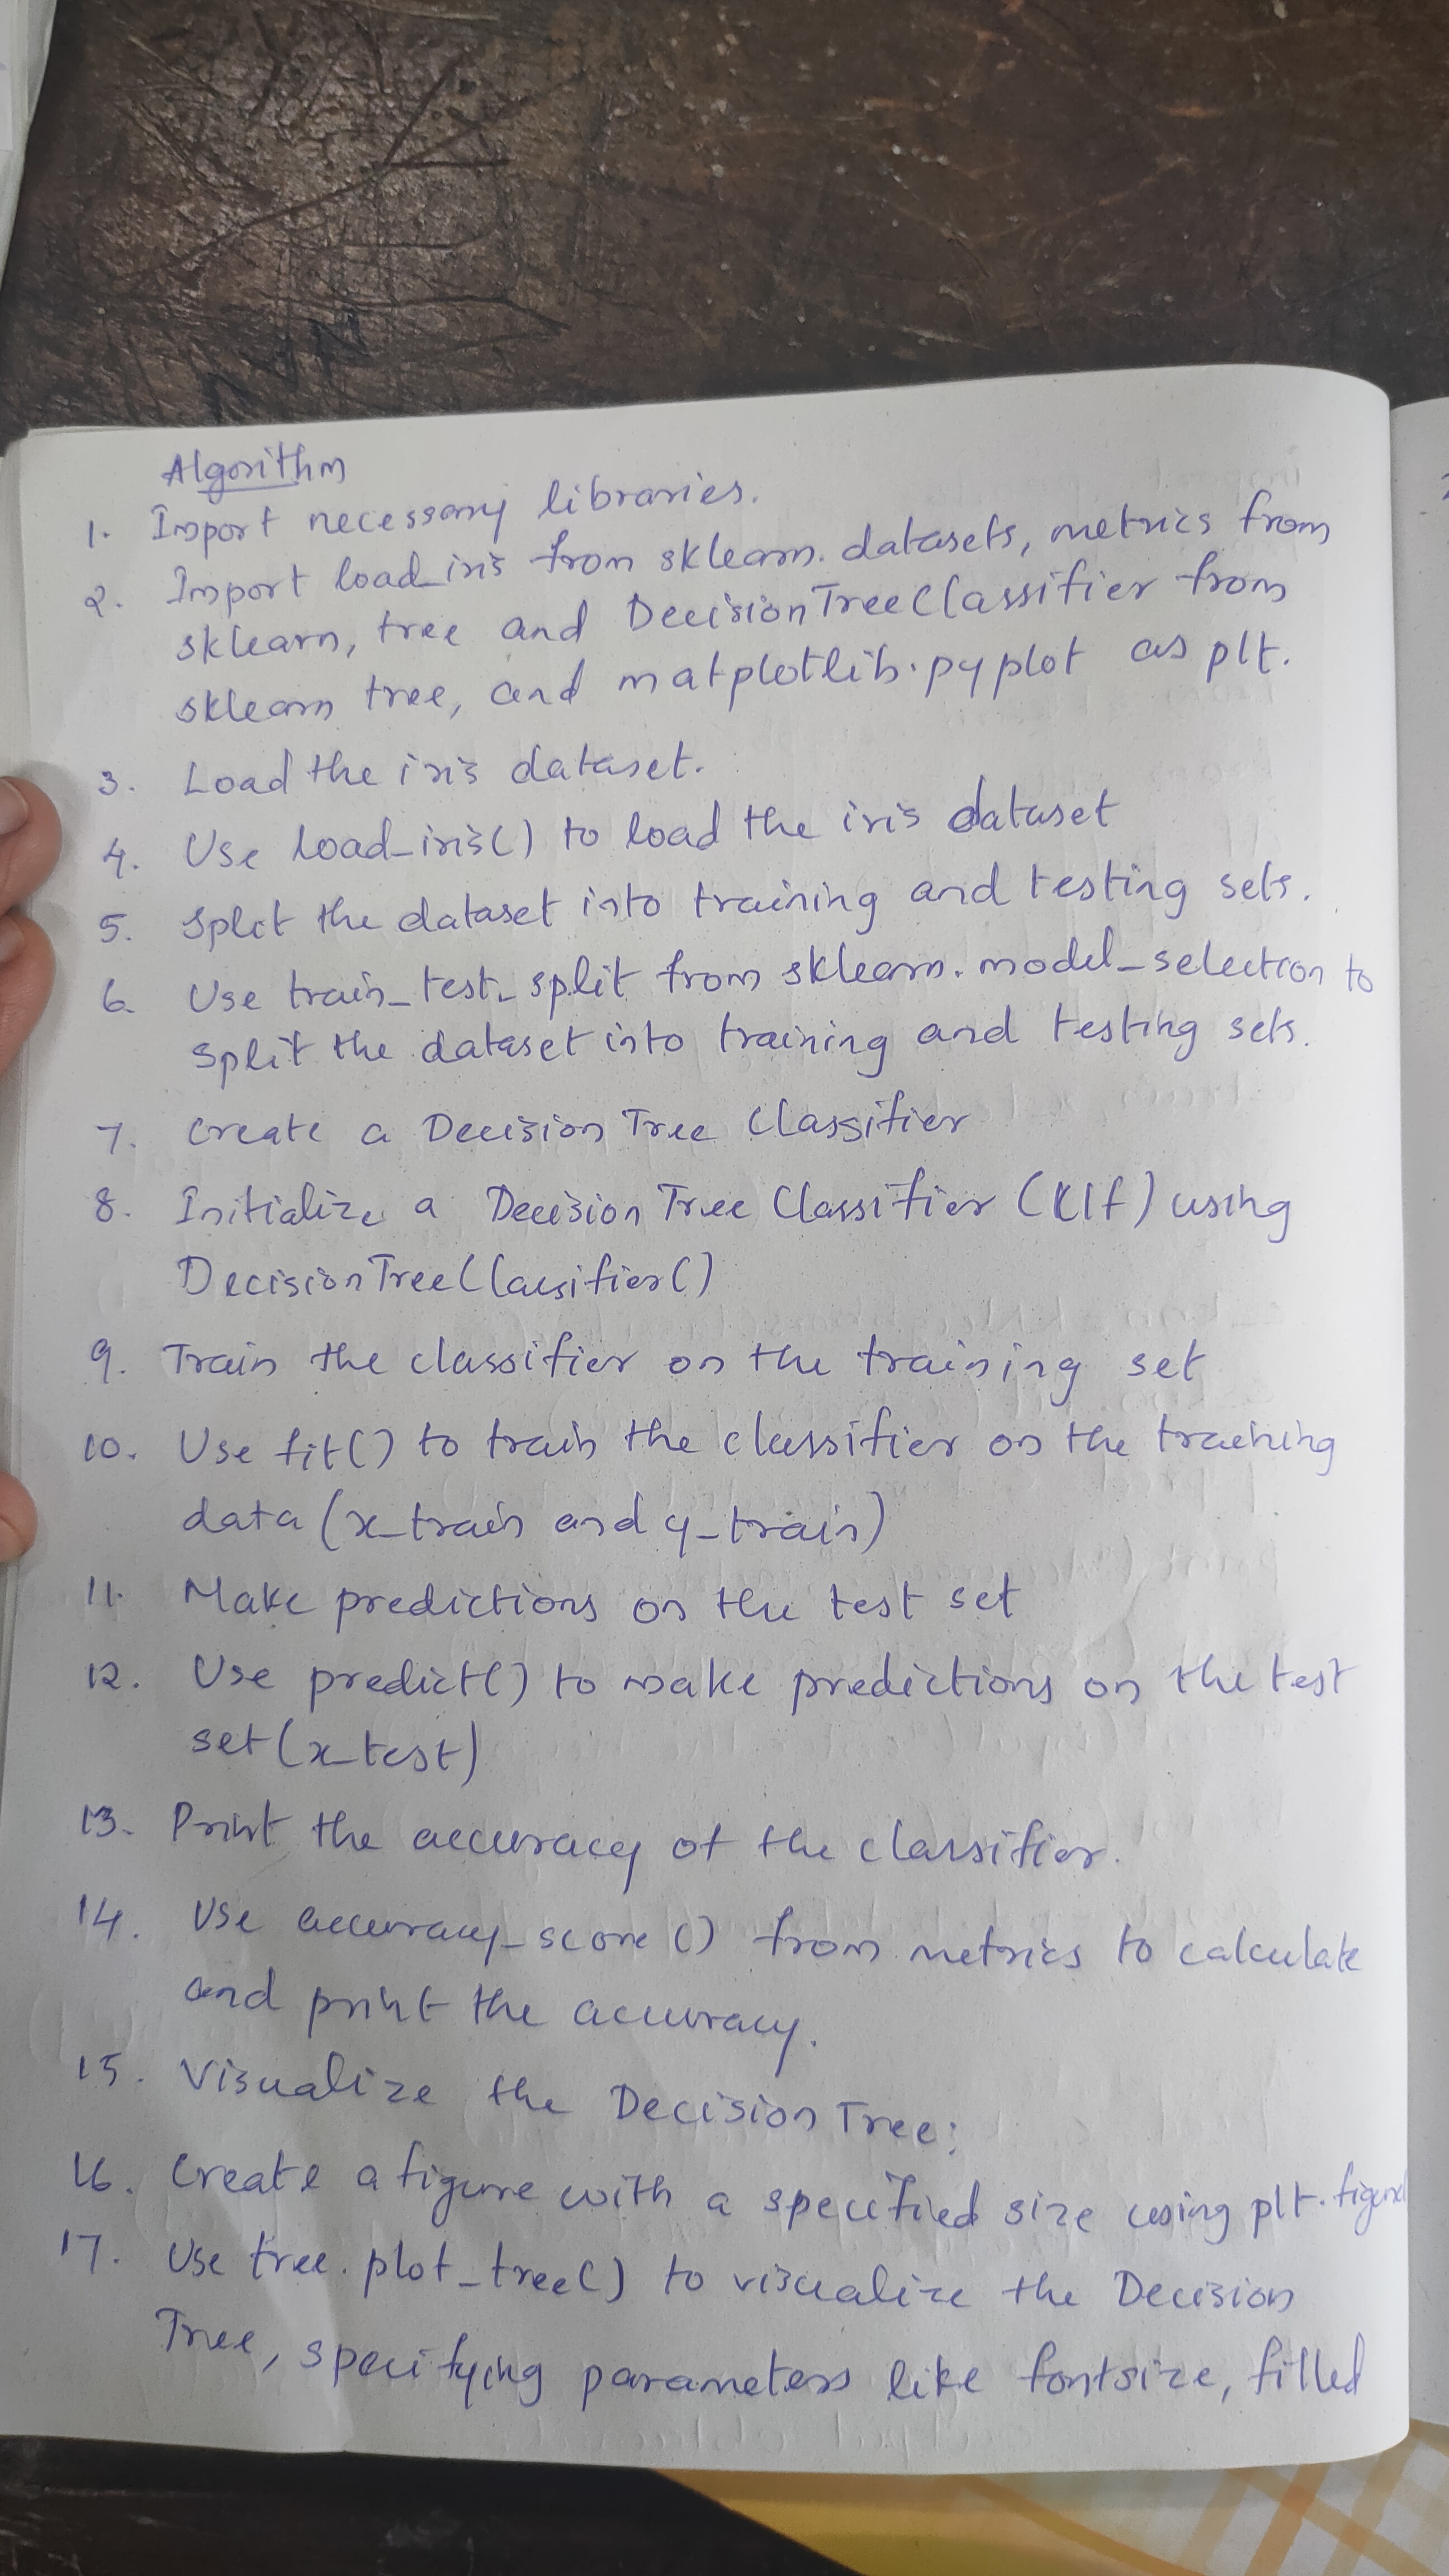 Algorithm
1. Import necessary libraries.
2. Import load_iris from sklearn.datasets, metrics from
sklearn, tree and DecisionTreeClassifier from
sklearn tree, and matplotlib.pyplot as plt.
3. Load the iris dataset.
4. Use load_iris() to load the iris dataset
5. Split the dataset into training and testing sets.
6. Use train_test_split from sklearn.model_selection to
split the dataset into training and testing sets.
7. Create a Decision Tree Classifier
8. Initialize a Decision Tree Classifier (clf) using
DecisionTreeClassifier()
9. Train the classifier on the training set
10. Use fit() to train the classifier on the training
data (x_train and y_train)
11. Make predictions on the test set
12. Use predict() to make predictions on the test
set (x_test)
13. Print the accuracy of the classifier.
14. Use accuracy_score() from metrics to calculate
and print the accuracy.
15. Visualize the Decision Tree:
16. Create a figure with a specified size using plt.figure
17. Use tree.plot_tree() to visualize the Decision
Tree, specifying parameters like fontsize, filled